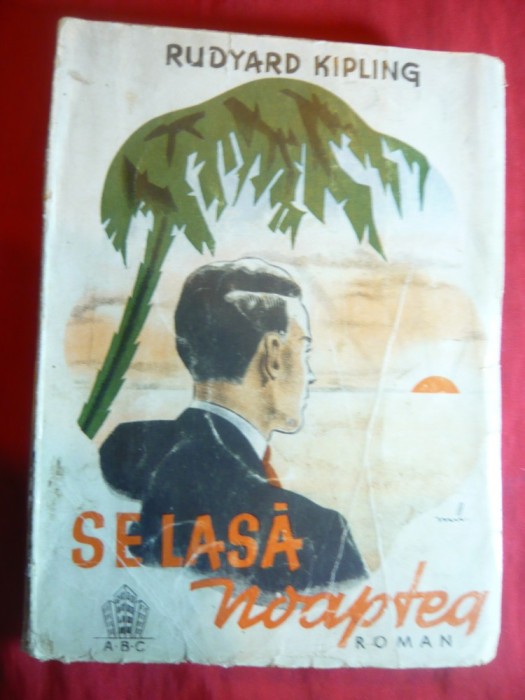 RUDYARD KIPLING
SE LASĂ
noaptea
ROMAN
A·B·C